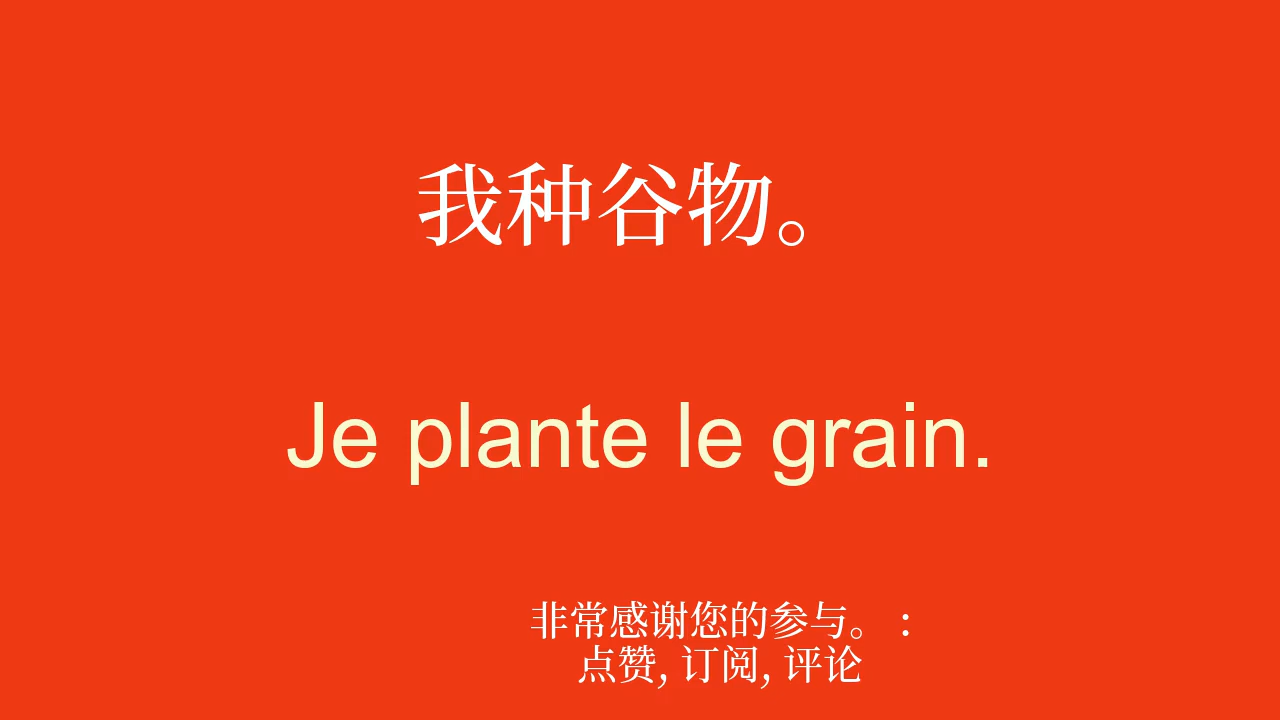 我种谷物。
Je plante le grain.
非常感谢您的参与。 :
点赞, 订阅, 评论